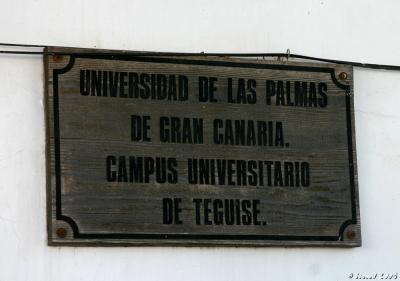 UNIVERSIDAD DE LAS PALMAS
DE GRAN CANARIA.
CAMPUS UNIVERSITARIO
DE TEGUISE.